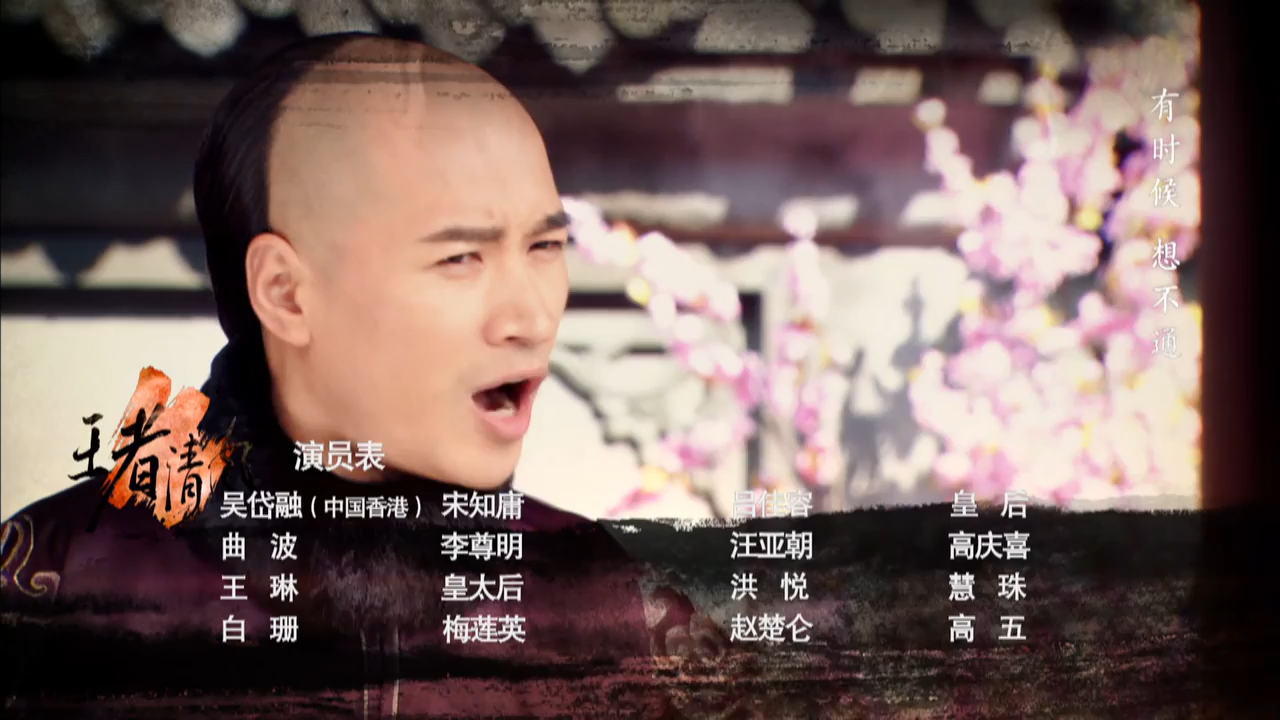 有时候 想不通
王者清风
演员表
吴岱融（中国香港） 宋知庸 吕佳容 皇后
曲波 李尊明 汪亚朝 高庆喜
王琳 皇太后 洪悦 慧珠
白珊 梅莲英 赵楚仑 高五